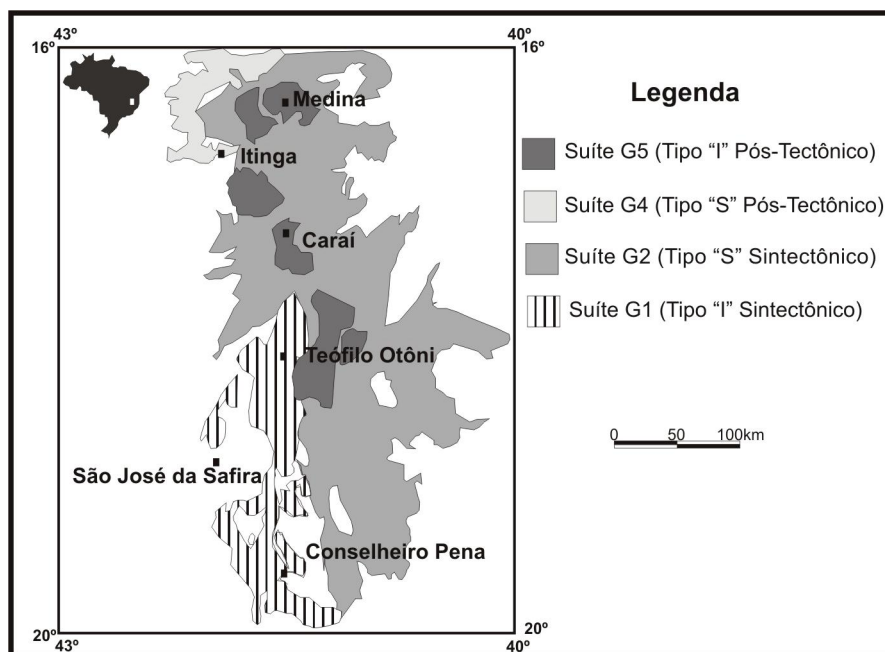 43º
40º
16º
16º
Medina
Itinga
Caraí
Teófilo Otôni
São José da Safira
Conselheiro Pena
20º
20º
43º
40º
Legenda
Suíte G5 (Tipo “I” Pós-Tectônico)
Suíte G4 (Tipo “S” Pós-Tectônico)
Suíte G2 (Tipo “S” Sintectônico)
Suíte G1 (Tipo “I” Sintectônico)
0 50 100km